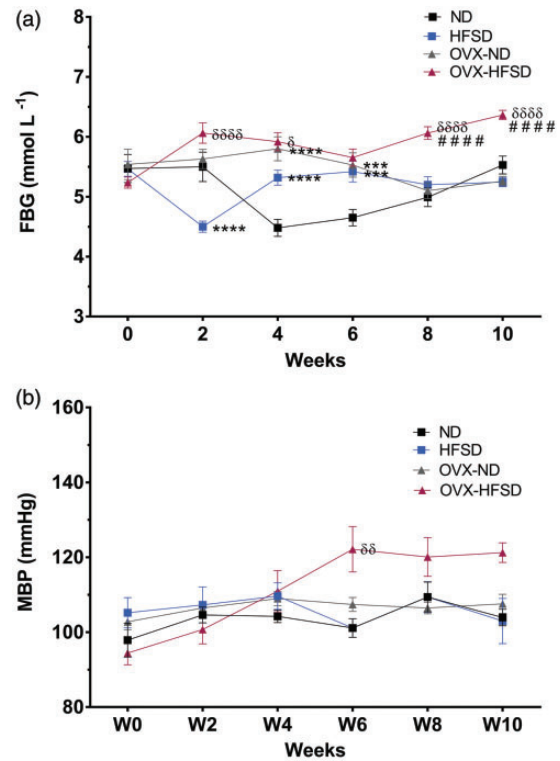 (a)
ND
HFSD
OVX-ND
OVX-HFSD
FBG (mmol L⁻¹)
8
7
6
5
4
3
δδδδ
δ
****
****
****
***
***
δδδδ
####
δδδδ
####
0 2 4 6 8 10
Weeks
(b)
ND
HFSD
OVX-ND
OVX-HFSD
MBP (mmHg)
160
140
120
100
80
δδ
W0 W2 W4 W6 W8 W10
Weeks